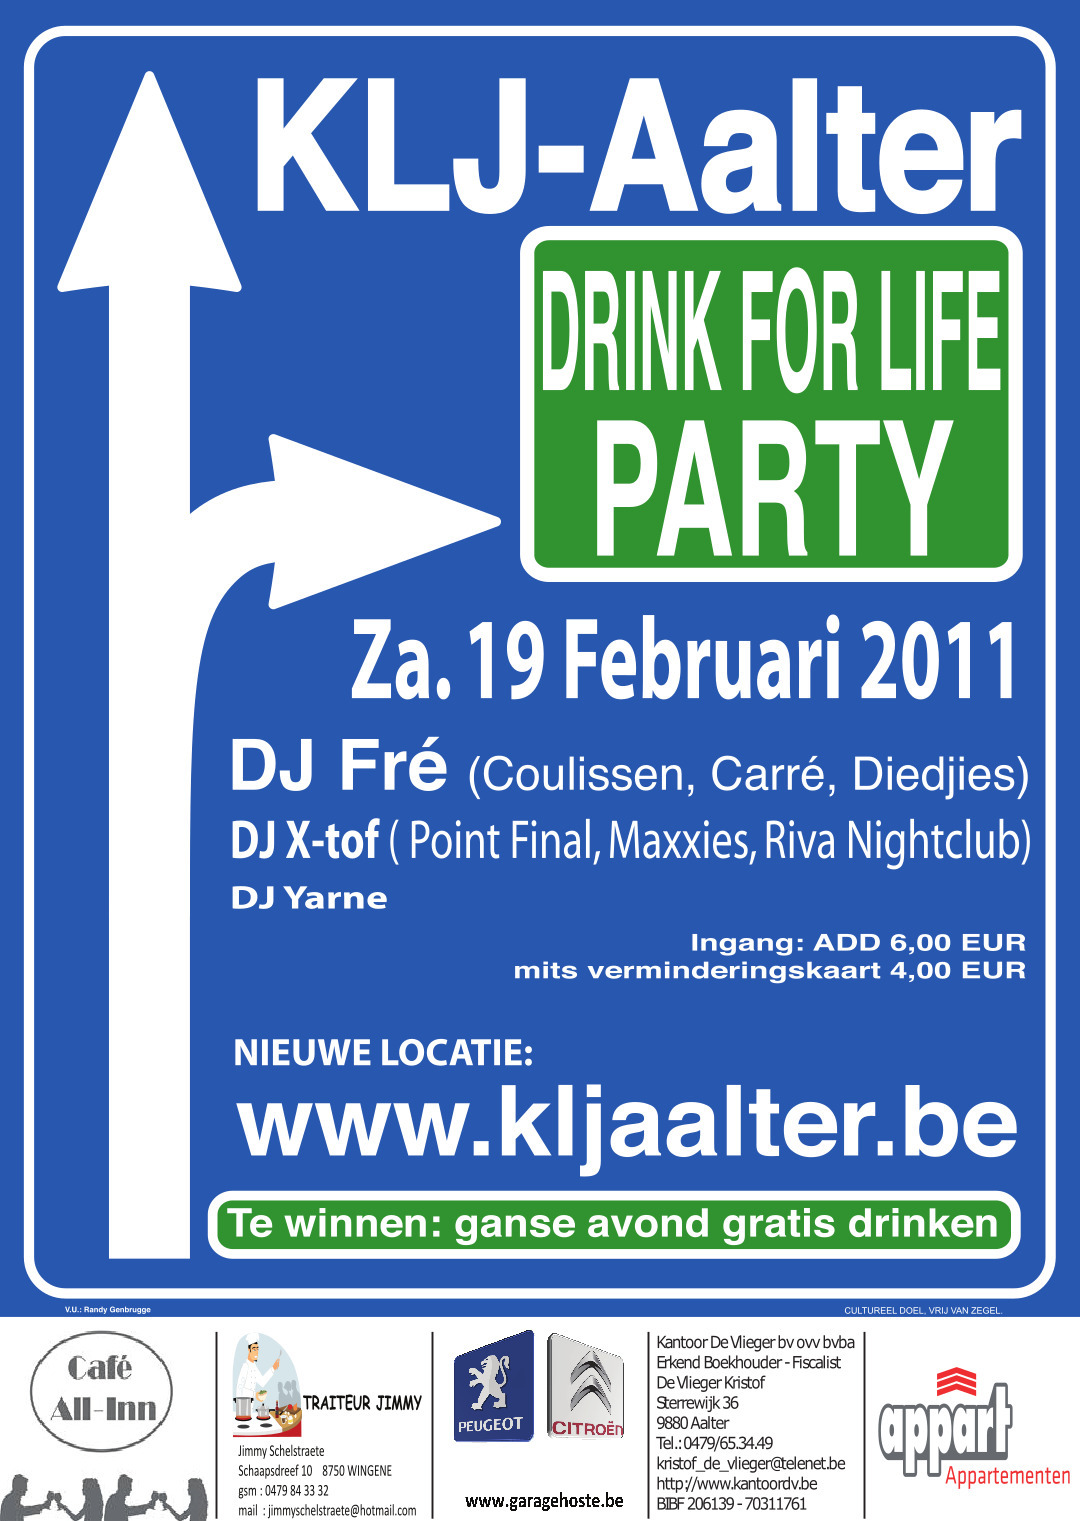 KLJ-Aalter
DRINK FOR LIFE
PARTY
Za. 19 Februari 2011
DJ Fré (Coulissen, Carré, Diedjies)
DJ X-tof ( Point Final, Maxxies, Riva Nightclub)
DJ Yarne
Ingang: ADD 6,00 EUR
mits verminderingskaart 4,00 EUR
NIEUWE LOCATIE:
www.kljaalter.be
Te winnen: ganse avond gratis drinken
V.U.: Randy Genbrugge
CULTUREEL DOEL, VRIJ VAN ZEGEL.
Café
All-Inn
TRAITEUR JIMMY
Jimmy Schelstraete
Schaapsdreef 10 8750 WINGENE
gsm : 0479 84 33 32
mail : jimmyschelstraete@hotmail.com
PEUGEOT
CITROËN
www.garagehoste.be
Kantoor De Vlieger bv ovv bvba
Erkend Boekhouder - Fiscalist
De Vlieger Kristof
Sterrewijk 36
9880 Aalter
Tel.: 0479/65.34.49
kristof_de_vlieger@telenet.be
http://www.kantoordv.be
BIBF 206139 - 70311761
appart
Appartementen